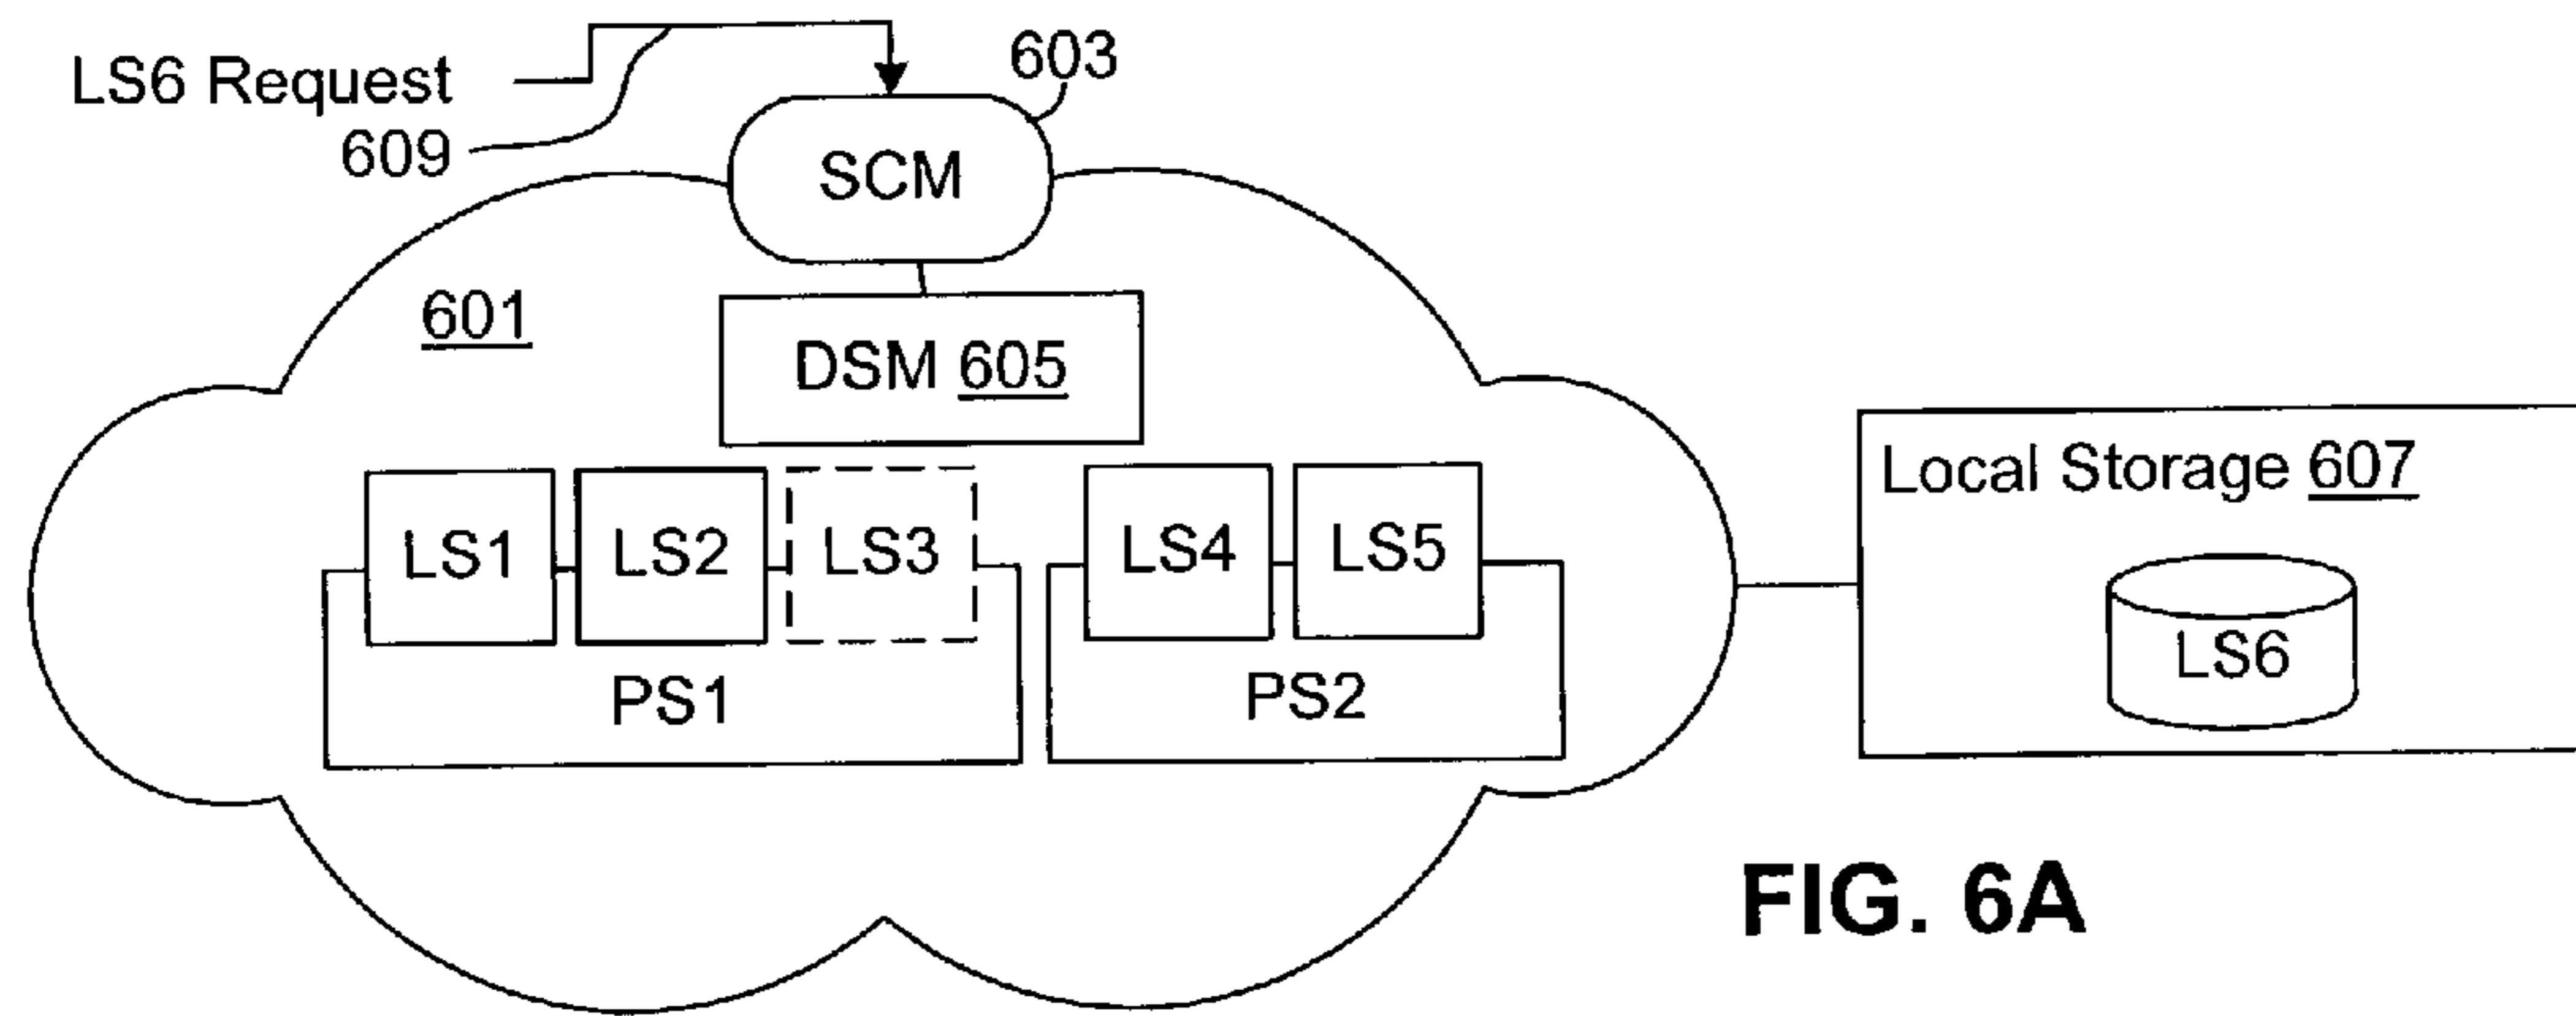 LS6 Request
609
603
SCM
601
DSM 605
LS1 LS2 LS3 LS4 LS5
PS1 PS2
Local Storage 607
LS6
FIG. 6A